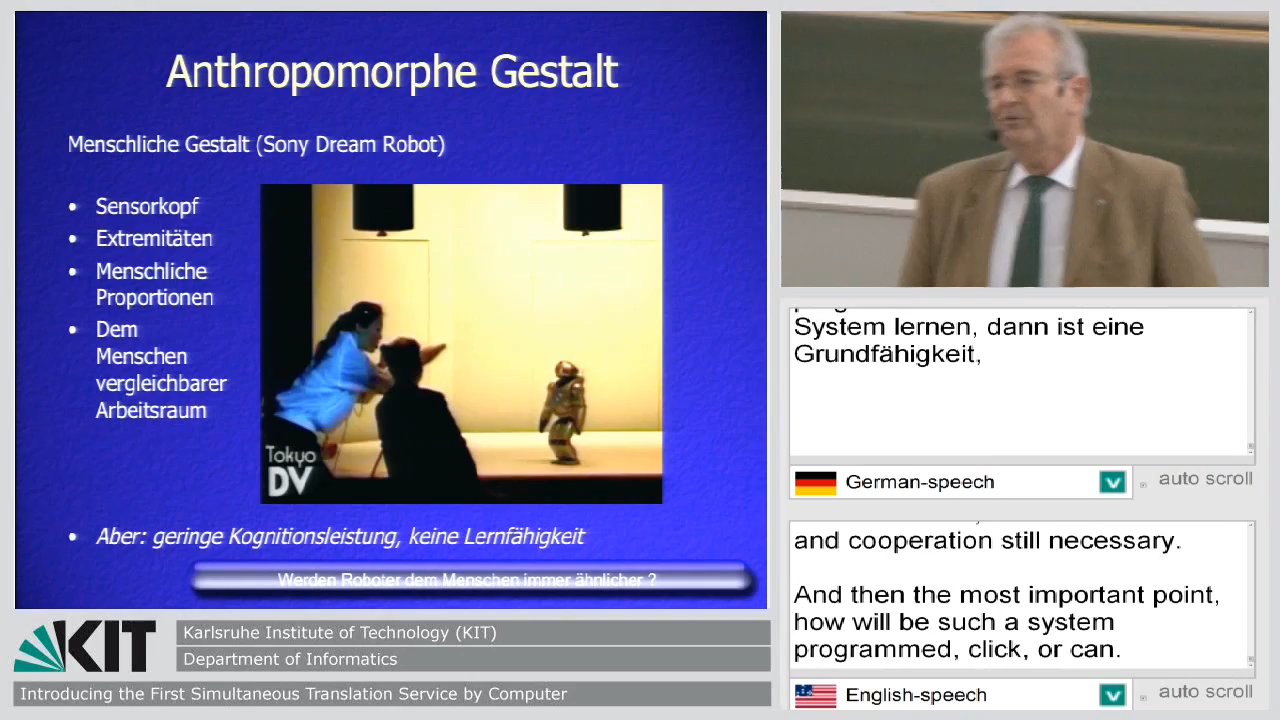 Anthropomorphe Gestalt
Menschliche Gestalt (Sony Dream Robot)
• Sensorkopf
• Extremitäten
• Menschliche
Proportionen
• Dem
Menschen
vergleichbarer
Arbeitsraum
Tokyo
DV
• Aber: geringe Kognitionsleistung, keine Lernfähigkeit
Werden Roboter dem Menschen immer ähnlicher ?
System lernen, dann ist eine
Grundfähigkeit,
German-speech
auto scroll
and cooperation still necessary.
And then the most important point,
how will be such a system
programmed, click, or can.
English-speech
auto scroll
KIT
Karlsruhe Institute of Technology (KIT)
Department of Informatics
Introducing the First Simultaneous Translation Service by Computer